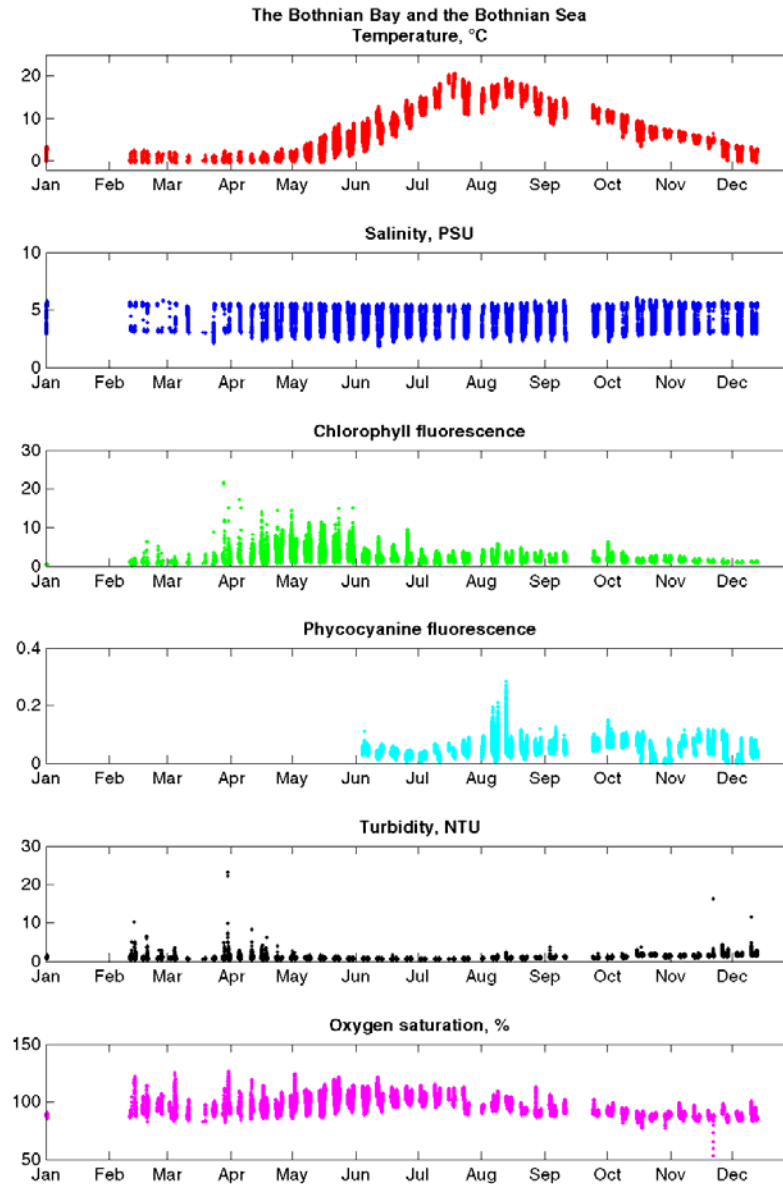 The Bothnian Bay and the Bothnian Sea
Temperature, °C
20
10
0
Jan Feb Mar Apr May Jun Jul Aug Sep Oct Nov Dec
Salinity, PSU
10
5
0
Jan Feb Mar Apr May Jun Jul Aug Sep Oct Nov Dec
Chlorophyll fluorescence
30
20
10
0
Jan Feb Mar Apr May Jun Jul Aug Sep Oct Nov Dec
Phycocyanine fluorescence
0.4
0.2
0
Jan Feb Mar Apr May Jun Jul Aug Sep Oct Nov Dec
Turbidity, NTU
30
20
10
0
Jan Feb Mar Apr May Jun Jul Aug Sep Oct Nov Dec
Oxygen saturation, %
150
100
50
Jan Feb Mar Apr May Jun Jul Aug Sep Oct Nov Dec